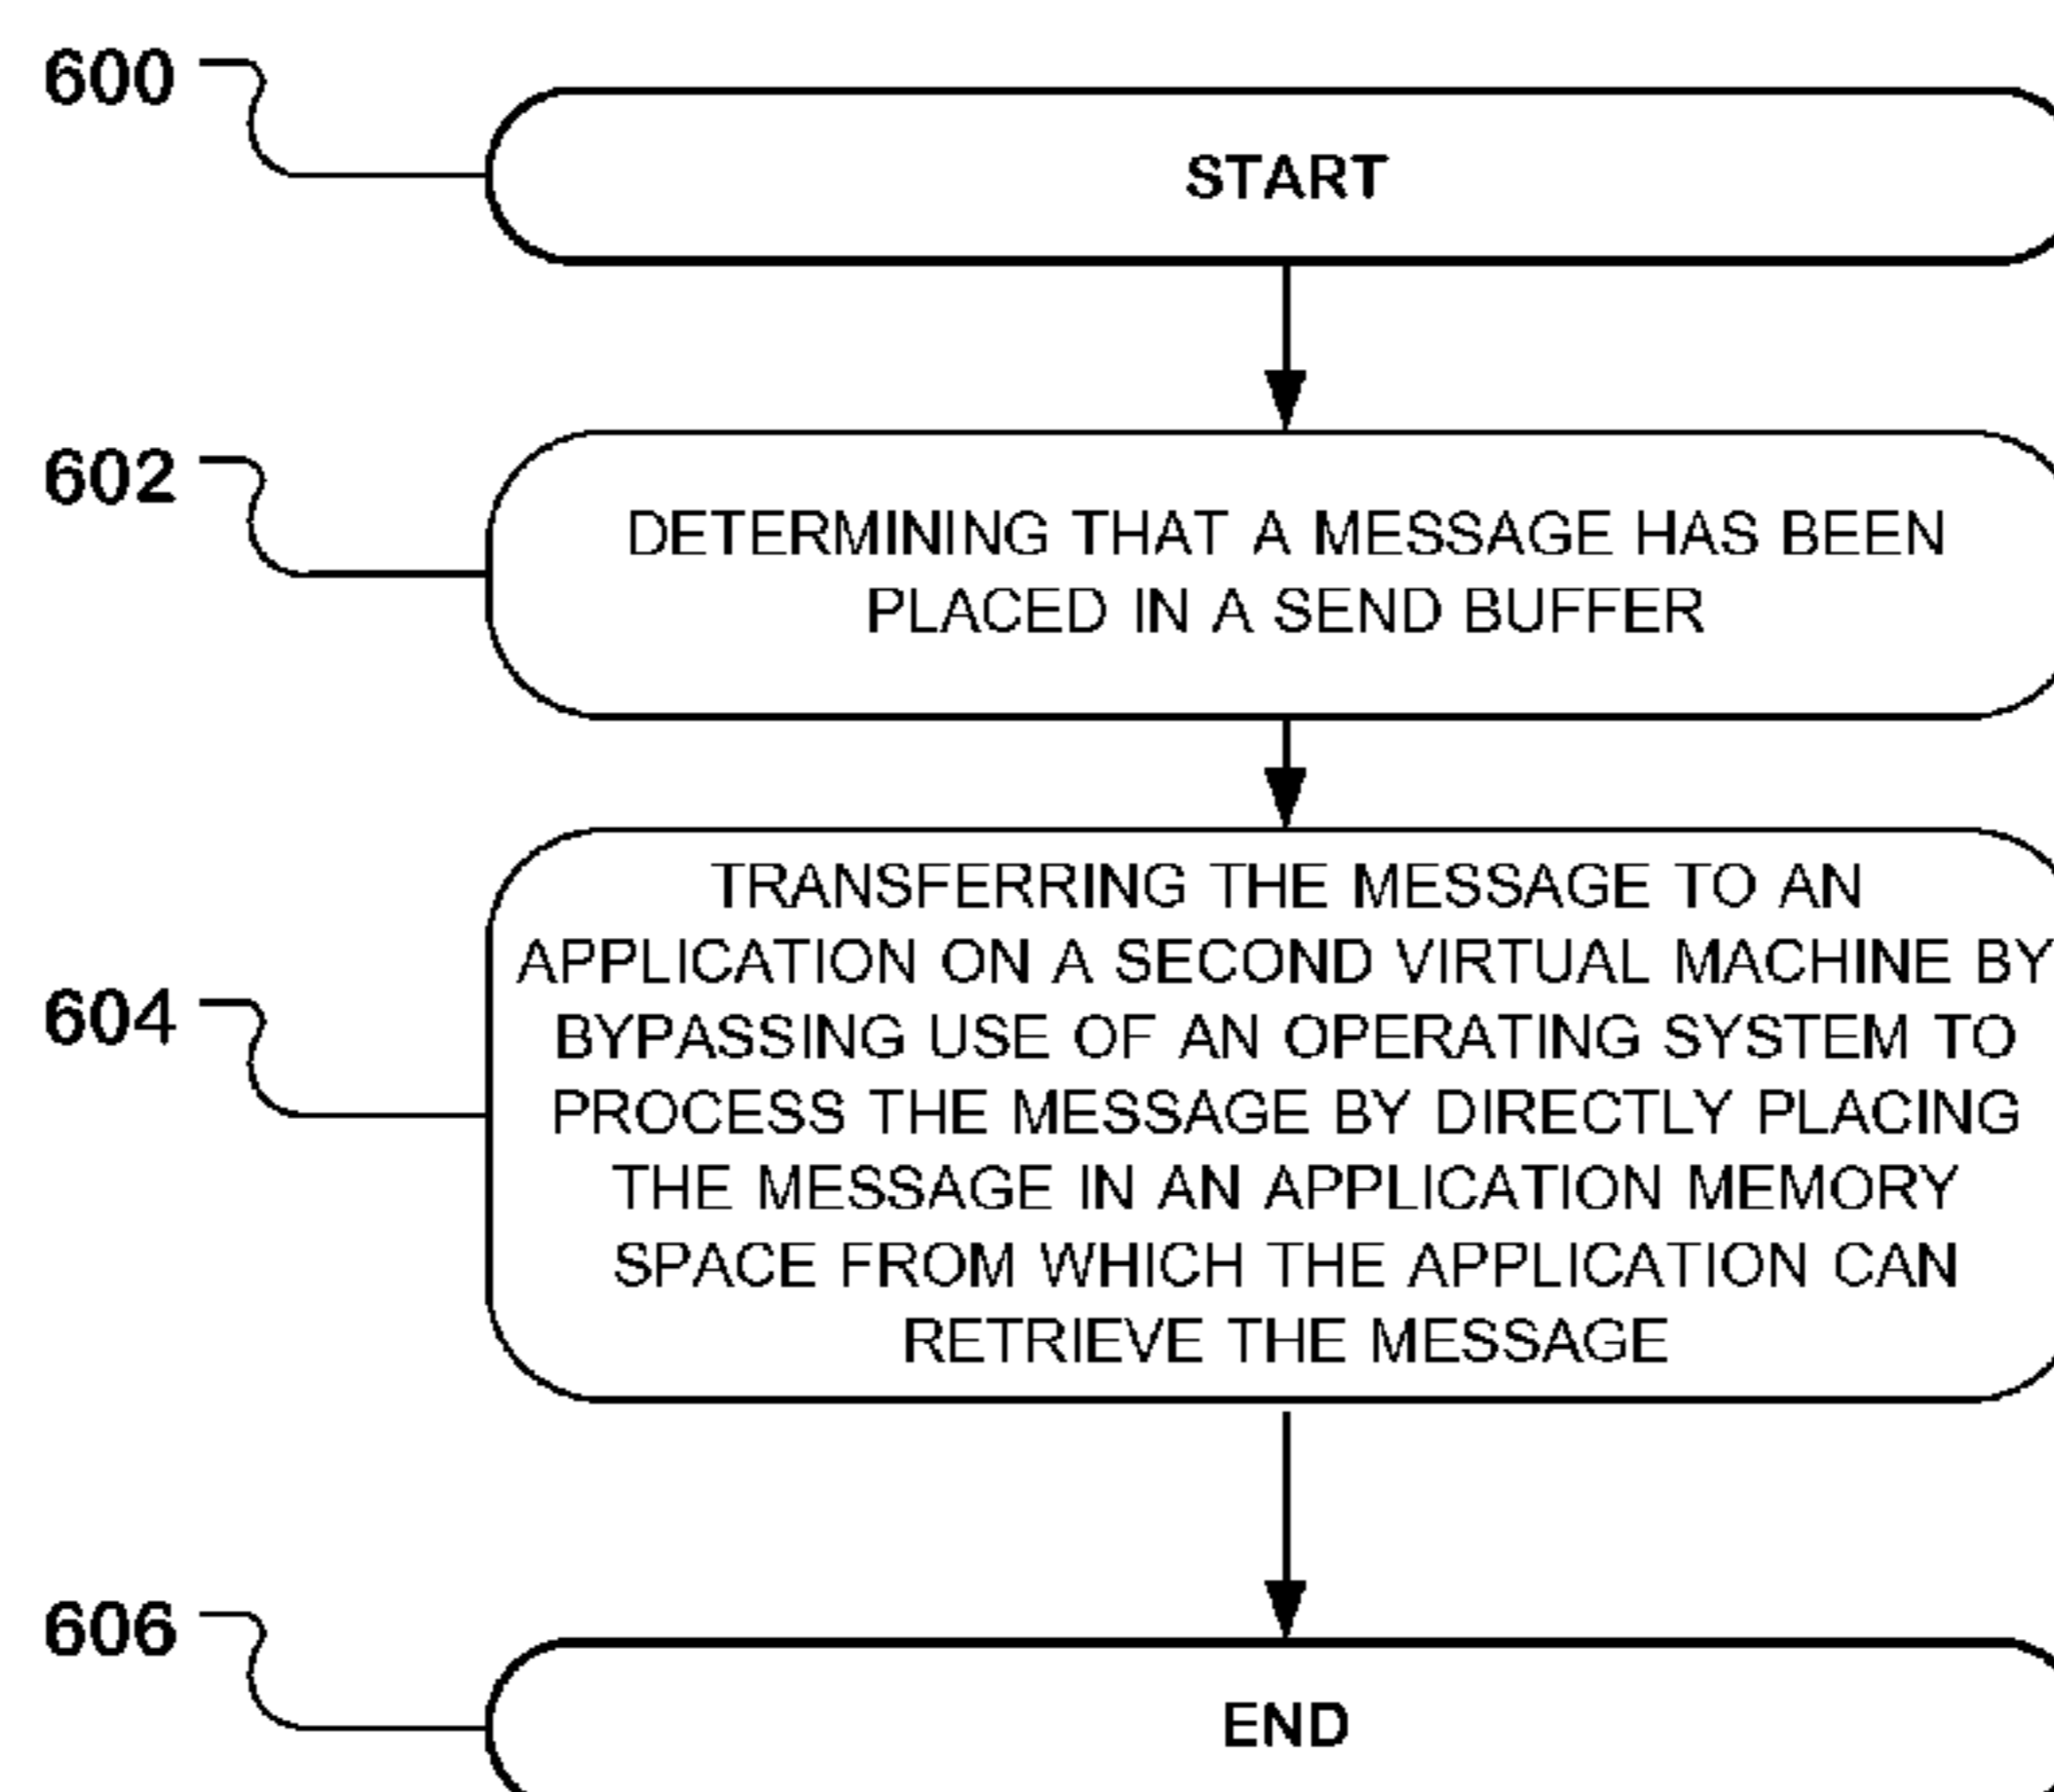 600
START
602
DETERMINING THAT A MESSAGE HAS BEEN
PLACED IN A SEND BUFFER
TRANSFERRING THE MESSAGE TO AN
APPLICATION ON A SECOND VIRTUAL MACHINE BY
604
BYPASSING USE OF AN OPERATING SYSTEM TO
PROCESS THE MESSAGE BY DIRECTLY PLACING
THE MESSAGE IN AN APPLICATION MEMORY
SPACE FROM WHICH THE APPLICATION CAN
RETRIEVE THE MESSAGE
606
END